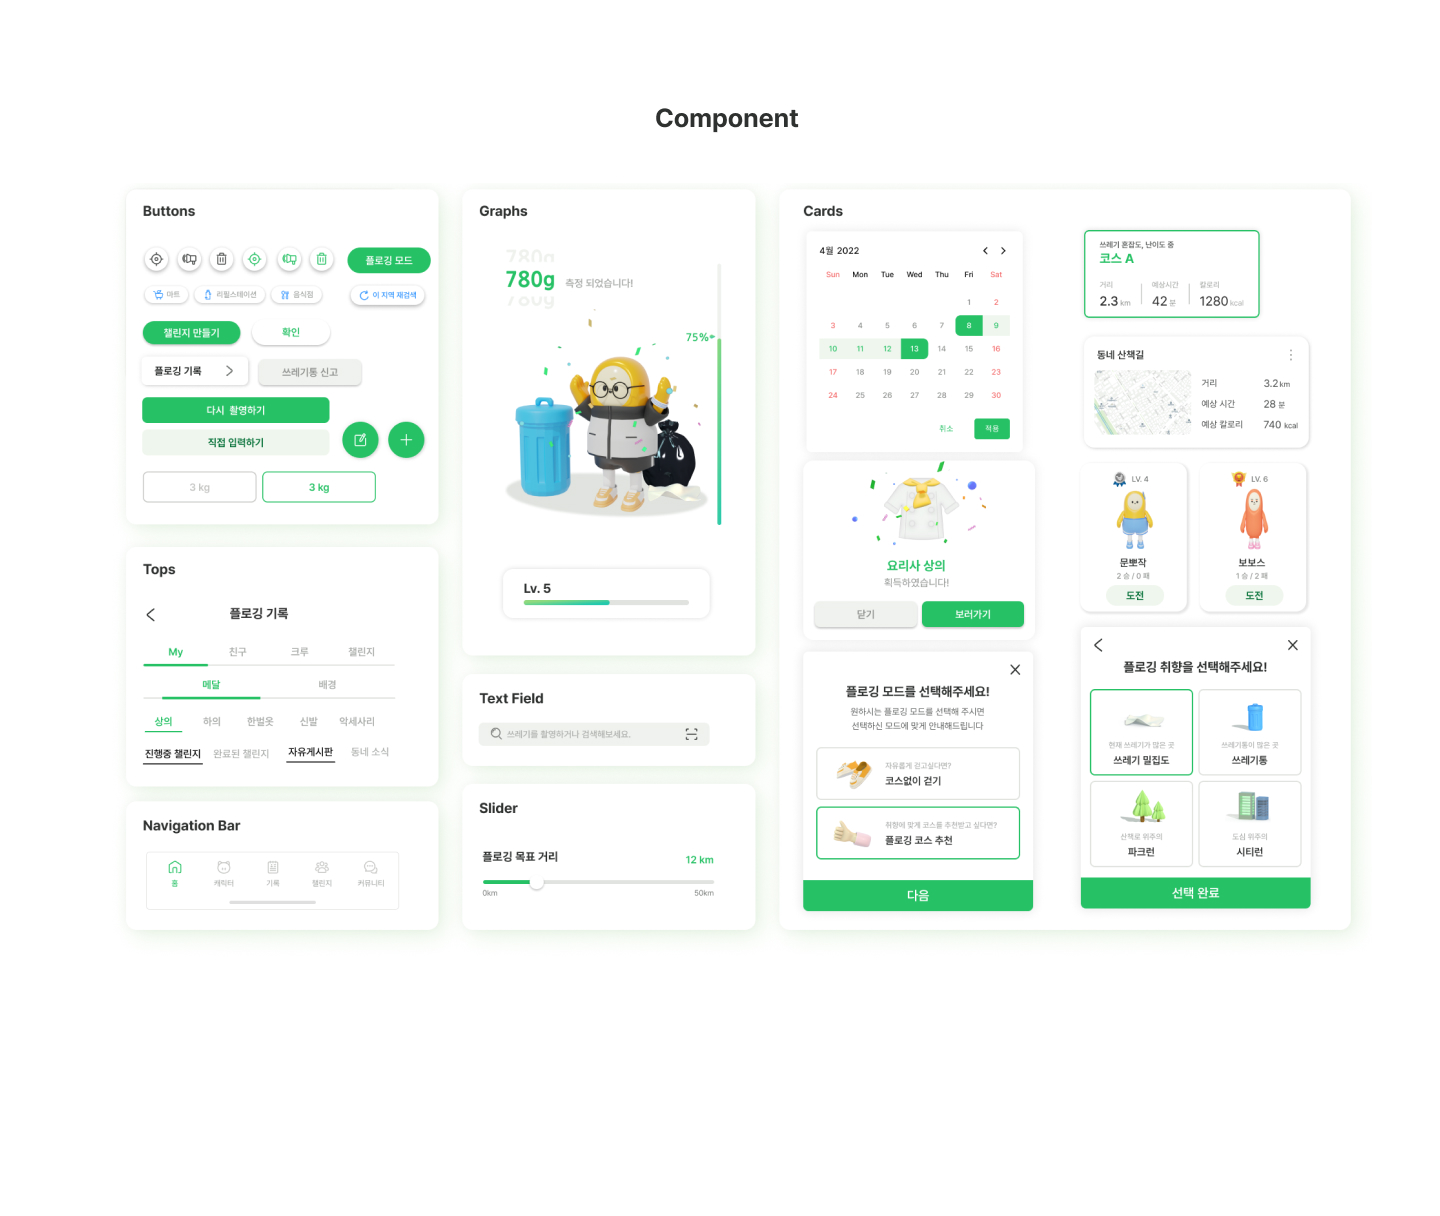 Component
Buttons
플로깅 모드
마트
리필스테이션
음식점
이 지역 재검색
챌린지 만들기
확인
플로깅 기록
쓰레기통 신고
다시 촬영하기
직접 입력하기
3 kg
3 kg
Tops
플로깅 기록
My 친구 크루 챌린지
메달 배경
상의 하의 한벌옷 신발 악세사리
진행중 챌린지 완료된 챌린지 자유게시판 동네 소식
Navigation Bar
홈 캐릭터 기록 챌린지 커뮤니티
Graphs
780g
780g 측정 되었습니다!
780g
75%
Lv. 5
Text Field
쓰레기를 촬영하거나 검색해보세요.
Slider
플로깅 목표 거리 12 km
0km 50km
Cards
4월 2022
Sun Mon Tue Wed Thu Fri Sat
1 2
3 4 5 6 7 8 9
10 11 12 13 14 15 16
17 18 19 20 21 22 23
24 25 26 27 28 29 30
취소 적용
요리사 상의
획득하였습니다!
닫기 보러가기
플로깅 모드를 선택해주세요!
원하시는 플로깅 모드를 선택해 주시면
선택하신 모드에 맞게 안내해드립니다
자유롭게 걷고싶다면?
코스없이 걷기
취향에 맞게 코스를 추천받고 싶다면?
플로깅 코스 추천
다음
쓰레기 혼잡도, 난이도 중
코스 A
거리 예상시간 칼로리
2.3 km 42 분 1280 kcal
동네 산책길
거리 3.2 km
예상 시간 28 분
예상 칼로리 740 kcal
LV. 4
문뽀작
2 승 / 0 패
도전
LV. 6
보보스
1 승 / 2 패
도전
플로깅 취향을 선택해주세요!
현재 쓰레기가 많은 곳
쓰레기 밀집도
쓰레기통이 많은 곳
쓰레기통
산책로 위주의
파크런
도심 위주의
시티런
선택 완료